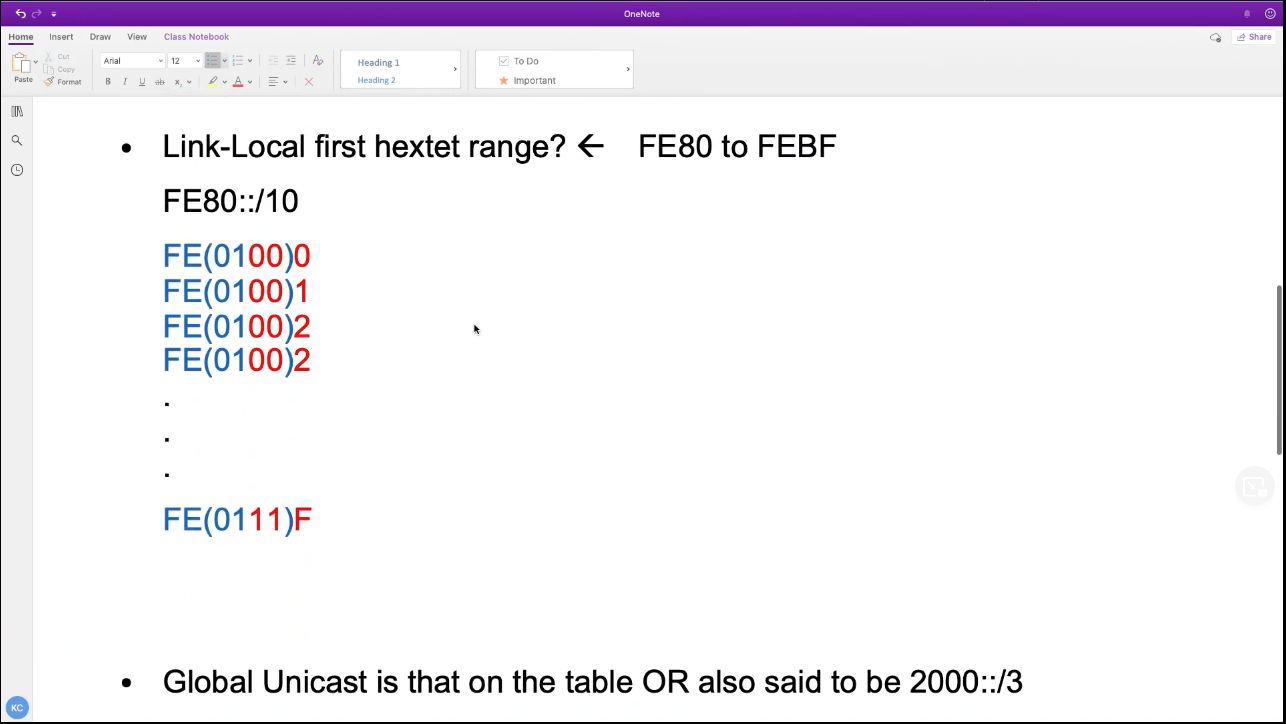 OneNote
Home Insert Draw View Class Notebook Share
Paste Cut Copy Format Arial 12 Heading 1 Heading 2 To Do Important
B I U ab X A
• Link-Local first hextet range? ← FE80 to FEBF
FE80::/10
FE(0100)0
FE(0100)1
FE(0100)2
FE(0100)2
.
.
.
FE(0111)F
• Global Unicast is that on the table OR also said to be 2000::/3
KC